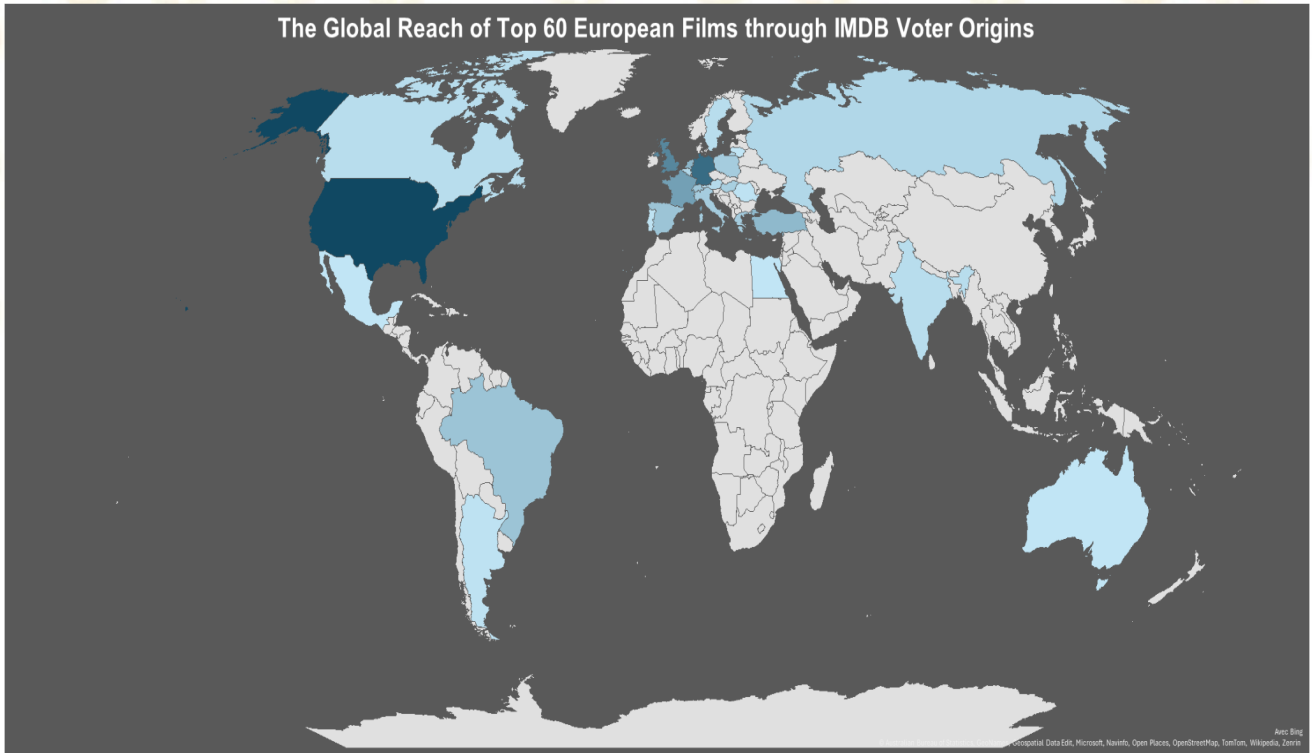 The Global Reach of Top 60 European Films through IMDB Voter Origins
Avec Bing
Geospatial Data Edit, Microsoft, Navinfo, Open Places, OpenStreetMap, TomTom, Wikipedia, Zenrin